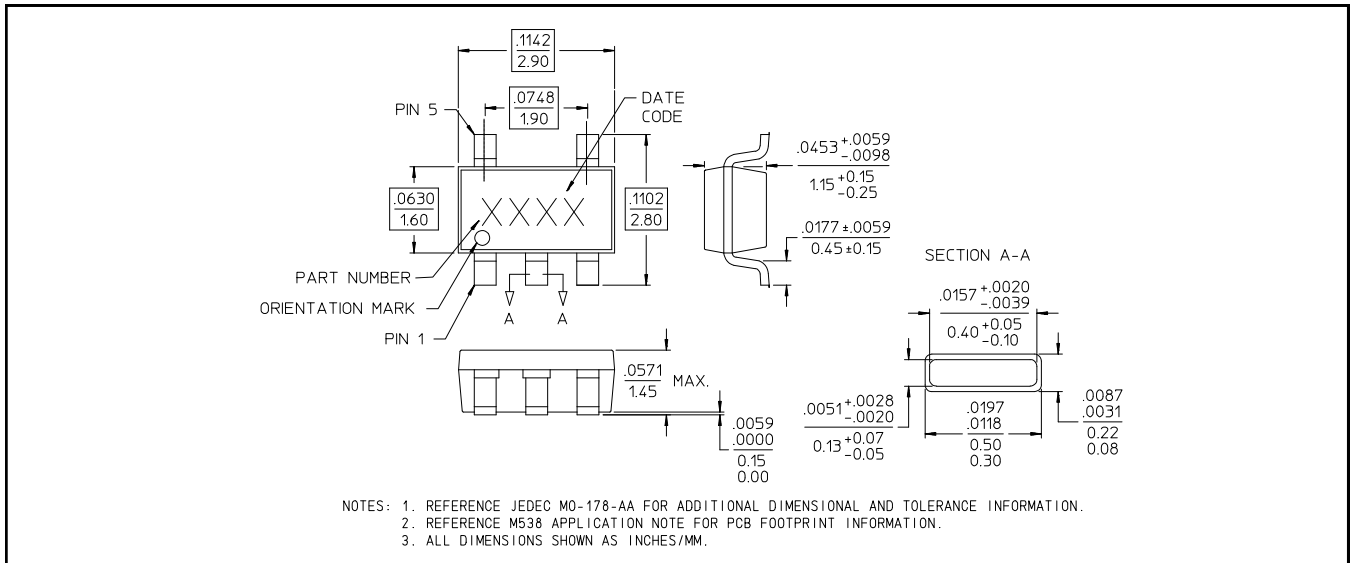 .1142
2.90
.0748
1.90
PIN 5
DATE
CODE
.0630
1.60
XXXX
.1102
2.80
PART NUMBER
ORIENTATION MARK
PIN 1
A
A
.0453 +.0059
-.0098
1.15 +0.15
-0.25
.0177 ±.0059
0.45 ±0.15
SECTION A-A
.0157 +.0020
-.0039
0.40 +0.05
-0.10
.0571
1.45
MAX.
.0059
.0000
0.15
0.00
.0051 +.0028
-.0020
0.13 +0.07
-0.05
.0197
.0118
0.50
0.30
.0087
.0031
0.22
0.08
NOTES: 1. REFERENCE JEDEC MO-178-AA FOR ADDITIONAL DIMENSIONAL AND TOLERANCE INFORMATION.
2. REFERENCE M538 APPLICATION NOTE FOR PCB FOOTPRINT INFORMATION.
3. ALL DIMENSIONS SHOWN AS INCHES/MM.